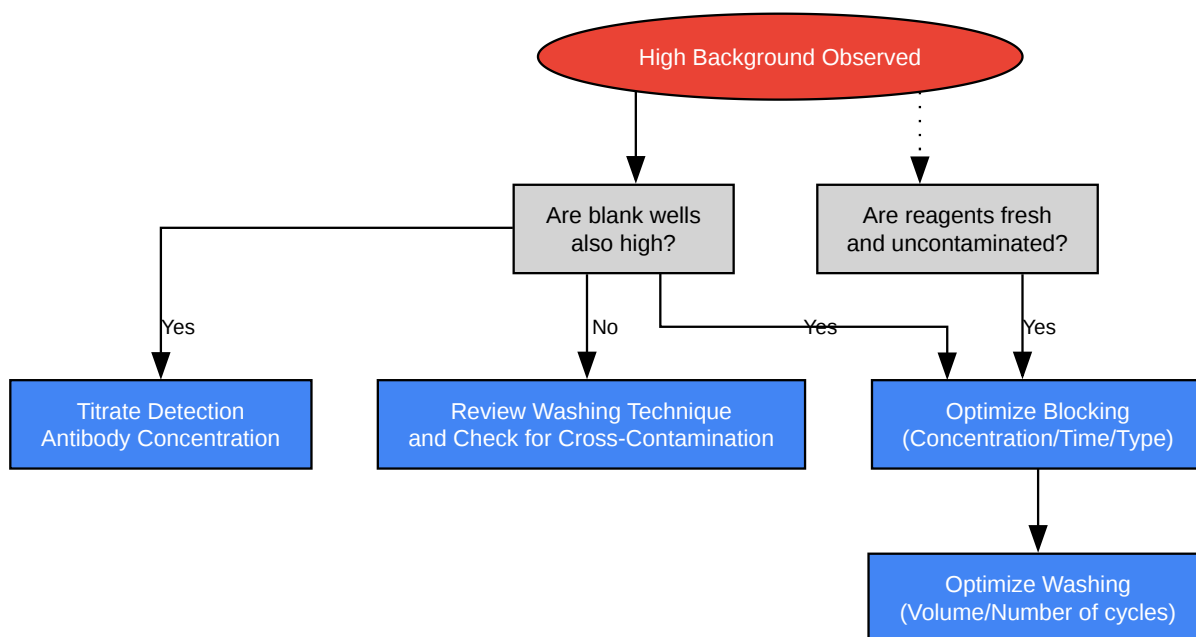 High Background Observed
Are blank wells
also high?
Are reagents fresh
and uncontaminated?
Yes
No
Yes
Yes
Titrate Detection
Antibody Concentration
Review Washing Technique
and Check for Cross-Contamination
Optimize Blocking
(Concentration/Time/Type)
Optimize Washing
(Volume/Number of cycles)